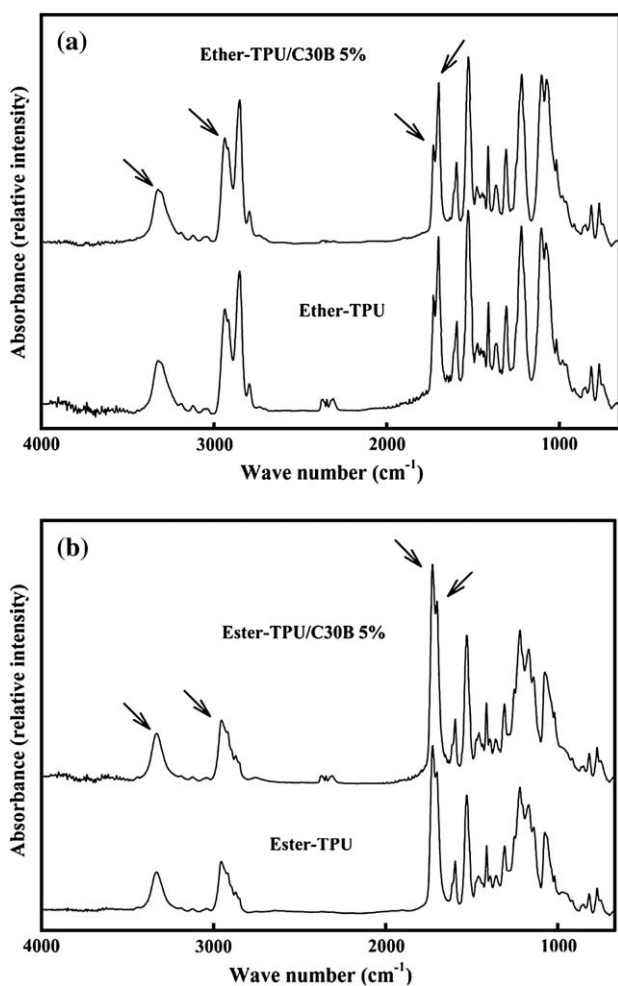 (a)
Ether-TPU/C30B 5%
Ether-TPU
Absorbance (relative intensity)
4000 3000 2000 1000
Wave number (cm-1)
(b)
Ester-TPU/C30B 5%
Ester-TPU
Absorbance (relative intensity)
4000 3000 2000 1000
Wave number (cm-1)